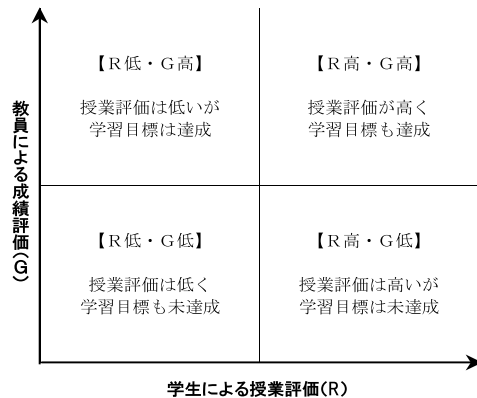 教員による成績評価(G)
【R低・G高】
授業評価は低いが
学習目標は達成
【R高・G高】
授業評価が高く
学習目標も達成
【R低・G低】
授業評価は低く
学習目標も未達成
【R高・G低】
授業評価は高いが
学習目標は未達成
学生による授業評価(R)